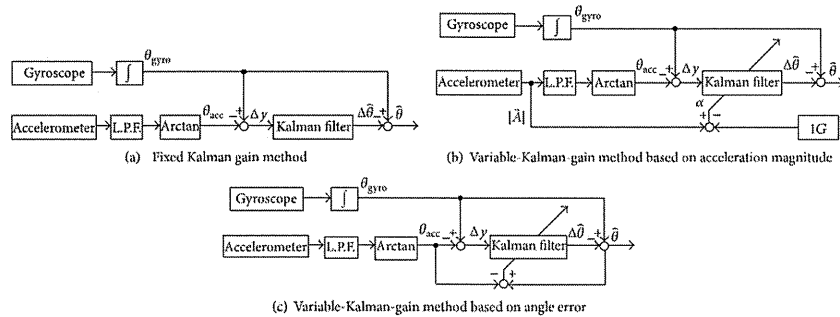 Gyroscope
∫
θgyro
Accelerometer
L.P.F.
Arctan
θacc
−
+
Δy
Kalman filter
Δθ̂
−
+
θ̂
(a) Fixed Kalman gain method
Gyroscope
∫
θgyro
Accelerometer
L.P.F.
Arctan
θacc
−
+
Δy
Kalman filter
Δθ̂
−
+
θ̂
|Ā|
α
+
−
1G
(b) Variable-Kalman-gain method based on acceleration magnitude
Gyroscope
∫
θgyro
Accelerometer
L.P.F.
Arctan
θacc
−
+
Δy
Kalman filter
Δθ̂
−
+
θ̂
−
+
(c) Variable-Kalman-gain method based on angle error